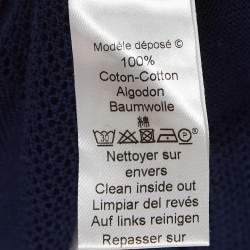 Modèle déposé ©
100%
Coton-Cotton
Algodon
Baumwolle
Nettoyer sur
envers
Clean inside out
Limpiar del revés
Auf links reinigen
Repasser sur